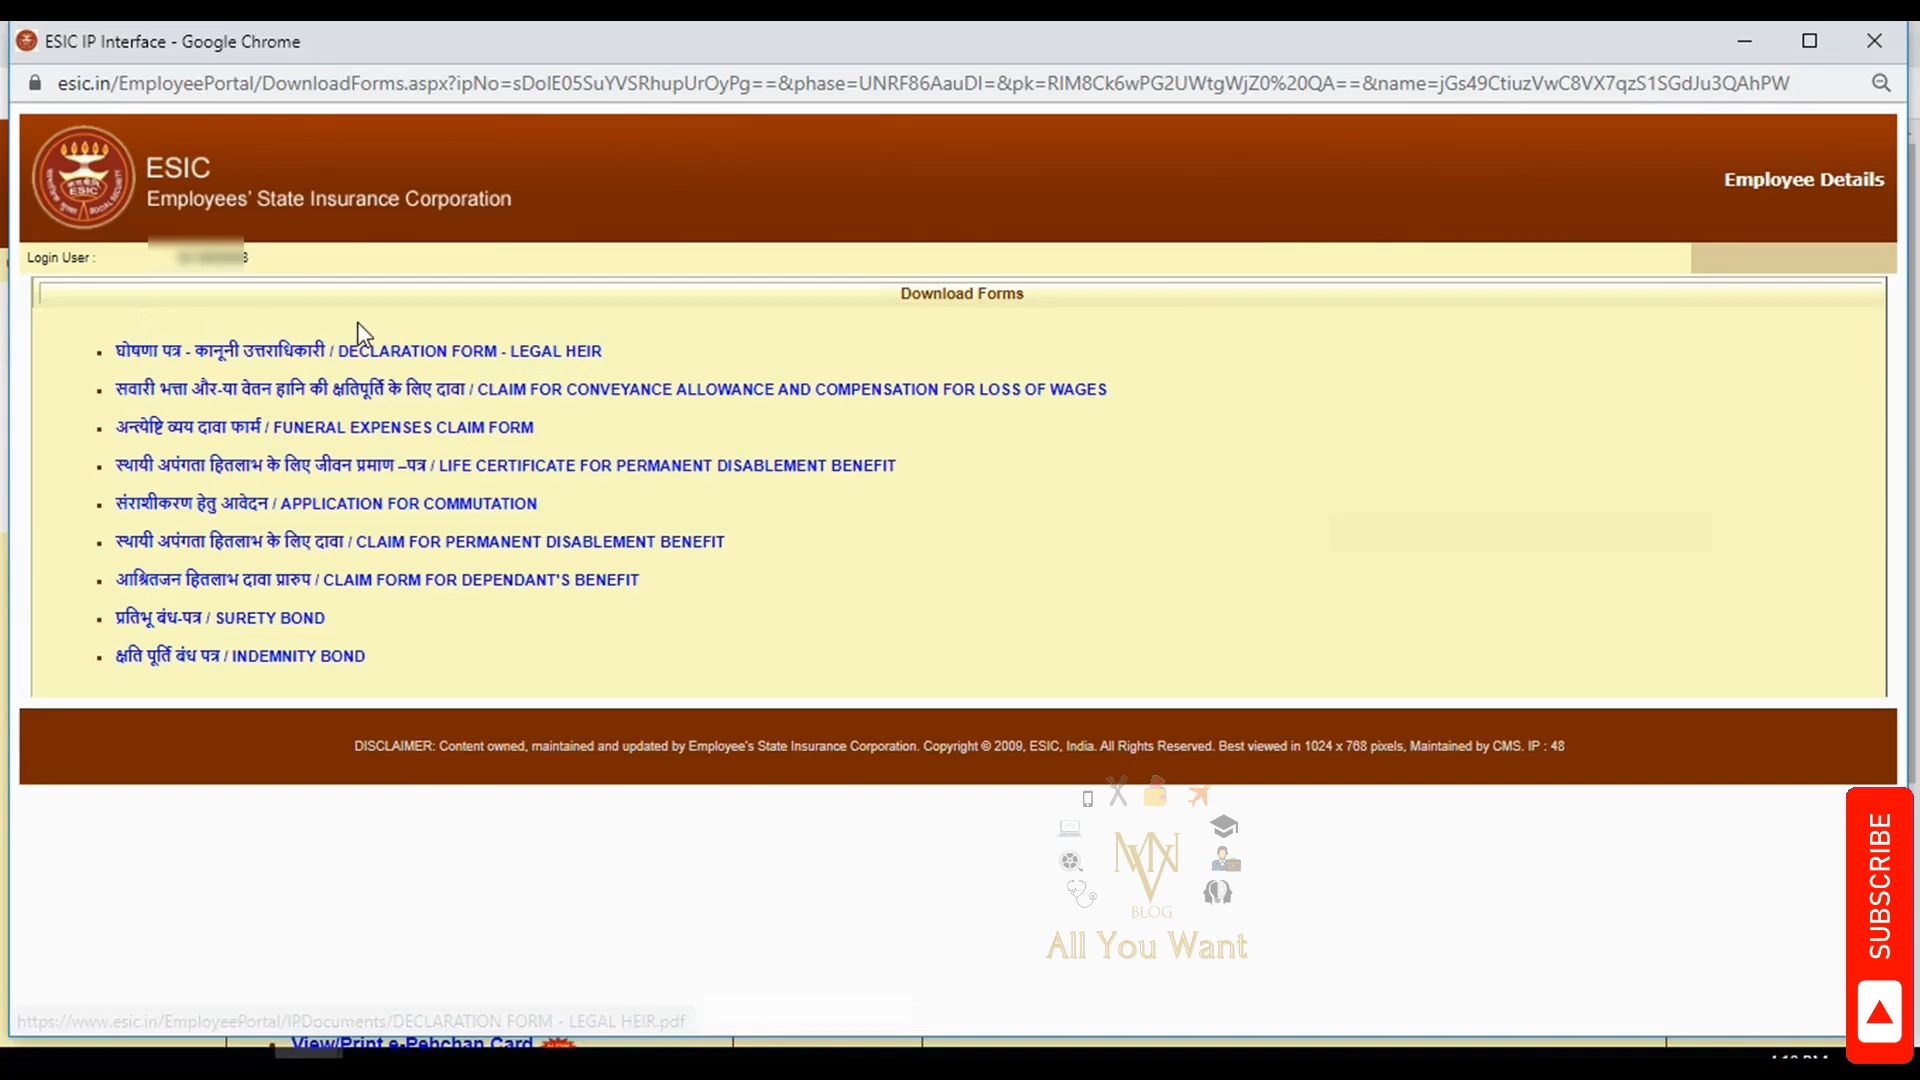 ESIC IP Interface - Google Chrome
esic.in/EmployeePortal/DownloadForms.aspx?ipNo=sDolE05SuYVSRhupUrOyPg==&phase=UNRF86AauDI=&pk=RIM8Ck6wPG2UWtgWjZ0%20QA==&name=jGs49CtiuzVwC8VX7qzS1SGdJu3QAhPW
ESIC
Employees' State Insurance Corporation
Employee Details
Login User :
Download Forms
घोषणा पत्र - कानूनी उत्तराधिकारी / DECLARATION FORM - LEGAL HEIR
सवारी भत्ता और-या वेतन हानि की क्षतिपूर्ति के लिए दावा / CLAIM FOR CONVEYANCE ALLOWANCE AND COMPENSATION FOR LOSS OF WAGES
अन्त्येष्टि व्यय दावा फार्म / FUNERAL EXPENSES CLAIM FORM
स्थायी अपंगता हितलाभ के लिए जीवन प्रमाण –पत्र / LIFE CERTIFICATE FOR PERMANENT DISABLEMENT BENEFIT
संराशीकरण हेतु आवेदन / APPLICATION FOR COMMUTATION
स्थायी अपंगता हितलाभ के लिए दावा / CLAIM FOR PERMANENT DISABLEMENT BENEFIT
आश्रितजन हितलाभ दावा प्रारुप / CLAIM FORM FOR DEPENDANT'S BENEFIT
प्रतिभू बंध-पत्र / SURETY BOND
क्षति पूर्ति बंध पत्र / INDEMNITY BOND
DISCLAIMER: Content owned, maintained and updated by Employee's State Insurance Corporation. Copyright © 2009, ESIC, India. All Rights Reserved. Best viewed in 1024 x 768 pixels, Maintained by CMS. IP : 48
BLOG
All You Want
SUBSCRIBE
https://www.esic.in/EmployeePortal/IPDocuments/DECLARATION FORM - LEGAL HEIR.pdf
View/Print e-Pehchan Card